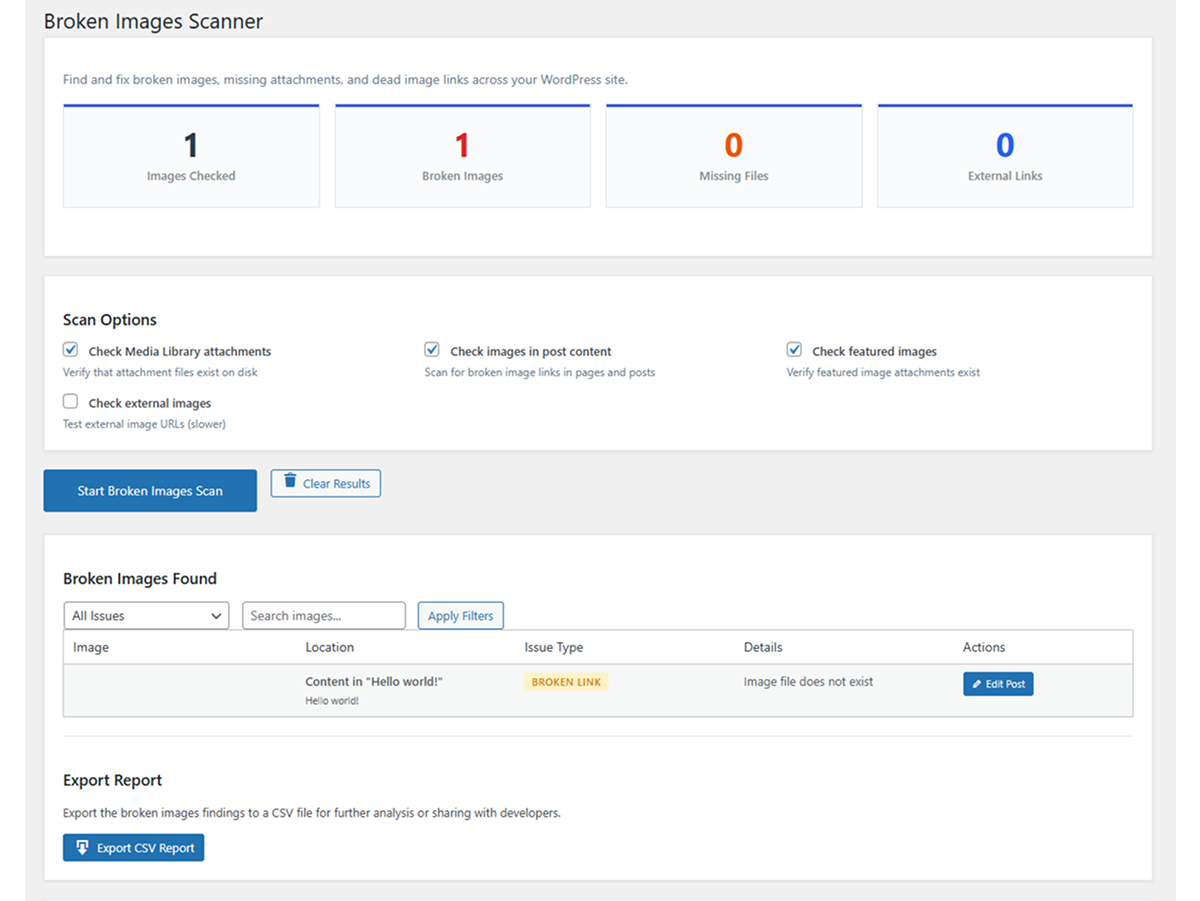 Broken Images Scanner
Find and fix broken images, missing attachments, and dead image links across your WordPress site.
1
Images Checked
1
Broken Images
0
Missing Files
0
External Links
Scan Options
Check Media Library attachments
Verify that attachment files exist on disk
Check images in post content
Scan for broken image links in pages and posts
Check featured images
Verify featured image attachments exist
Check external images
Test external image URLs (slower)
Start Broken Images Scan
Clear Results
Broken Images Found
All Issues
Search images...
Apply Filters
Image Location Issue Type Details Actions
Content in "Hello world!" BROKEN LINK Image file does not exist Edit Post
Hello world!
Export Report
Export the broken images findings to a CSV file for further analysis or sharing with developers.
Export CSV Report